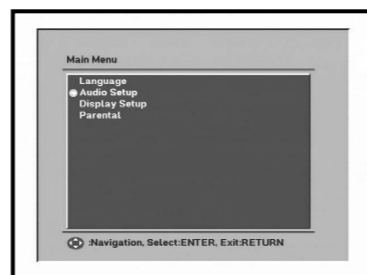 Main Menu
Language
Audio Setup
Display Setup
Parental
:Navigation, Select:ENTER, Exit:RETURN